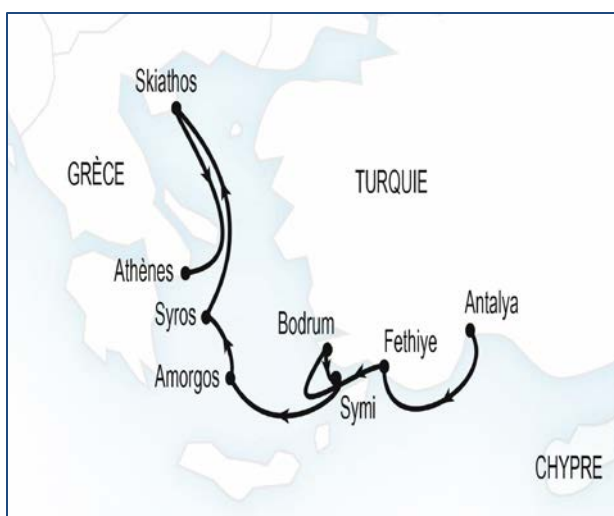 Skiathos
GRÈCE
TURQUIE
Athènes
Syros
Bodrum
Antalya
Fethiye
Amorgos
Symi
CHYPRE